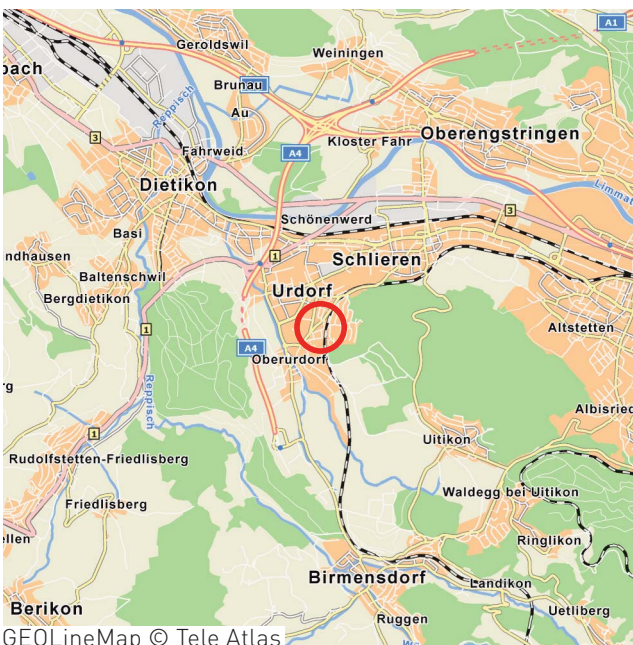 A1
Geroldswil
Weiningen
bach
Brunau
Au
Reppisch
3
Fahrweid
A4
Kloster Fahr
Oberengstringen
Dietikon
Limmat
Schönenwerd
3
Basi
1
ndhausen
Schlieren
Baltenschwil
Urdorf
Bergdietikon
1
Altstetten
A4
Oberurdorf
rg
Reppisch
Albisried
1
Uitikon
Rudolfstetten-Friedlisberg
Waldegg bei Uitikon
Friedlisberg
ellen
Ringlikon
Birmensdorf
Landikon
Berikon
Uetliberg
Ruggen
GEOLineMap © Tele Atlas